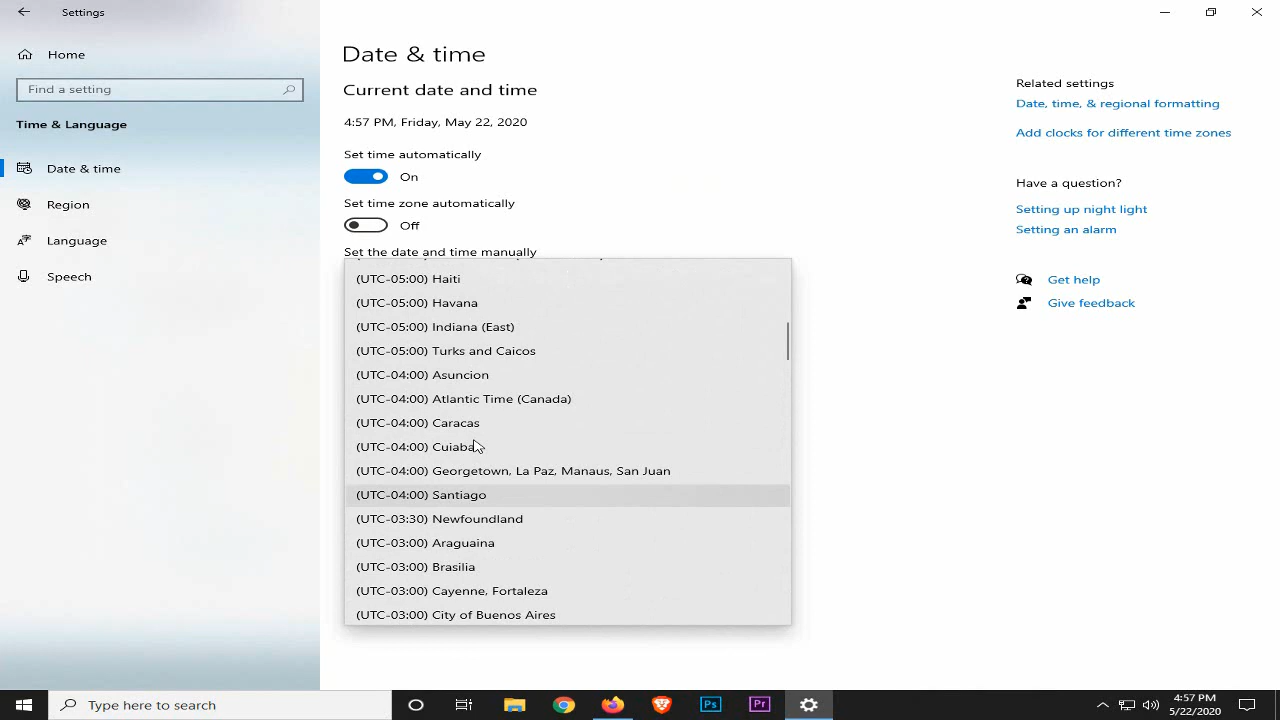 Settings
Home
Find a setting
Time & Language
Date & time
Region
Language
Speech
Date & time
Current date and time
4:57 PM, Friday, May 22, 2020
Set time automatically
On
Set time zone automatically
Off
Set the date and time manually
(UTC-05:00) Haiti
(UTC-05:00) Havana
(UTC-05:00) Indiana (East)
(UTC-05:00) Turks and Caicos
(UTC-04:00) Asuncion
(UTC-04:00) Atlantic Time (Canada)
(UTC-04:00) Caracas
(UTC-04:00) Cuiaba
(UTC-04:00) Georgetown, La Paz, Manaus, San Juan
(UTC-04:00) Santiago
(UTC-03:30) Newfoundland
(UTC-03:00) Araguaina
(UTC-03:00) Brasilia
(UTC-03:00) Cayenne, Fortaleza
(UTC-03:00) City of Buenos Aires
Related settings
Date, time, & regional formatting
Add clocks for different time zones
Have a question?
Setting up night light
Setting an alarm
Get help
Give feedback
Type here to search
Ps
Pr
4:57 PM
5/22/2020